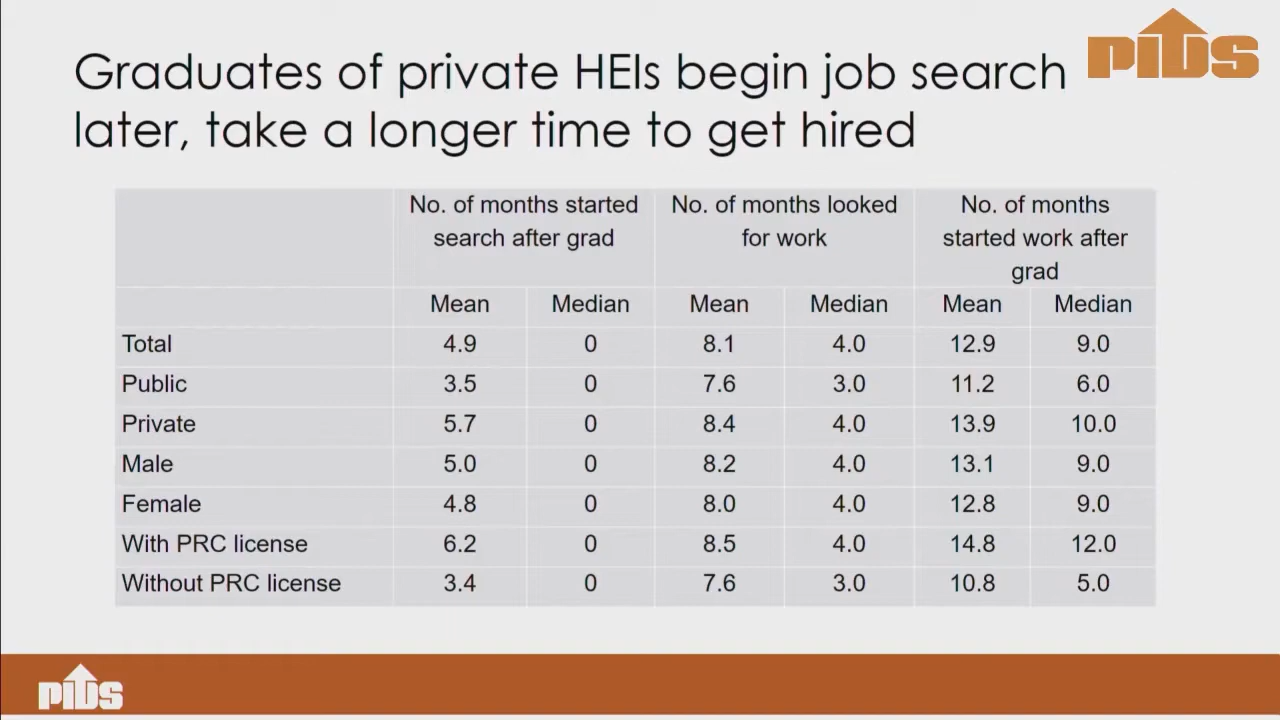 PIDS
Graduates of private HEIs begin job search
later, take a longer time to get hired
No. of months started search after grad No. of months looked for work No. of months started work after grad
Mean Median Mean Median Mean Median
Total 4.9 0 8.1 4.0 12.9 9.0
Public 3.5 0 7.6 3.0 11.2 6.0
Private 5.7 0 8.4 4.0 13.9 10.0
Male 5.0 0 8.2 4.0 13.1 9.0
Female 4.8 0 8.0 4.0 12.8 9.0
With PRC license 6.2 0 8.5 4.0 14.8 12.0
Without PRC license 3.4 0 7.6 3.0 10.8 5.0
PIDS